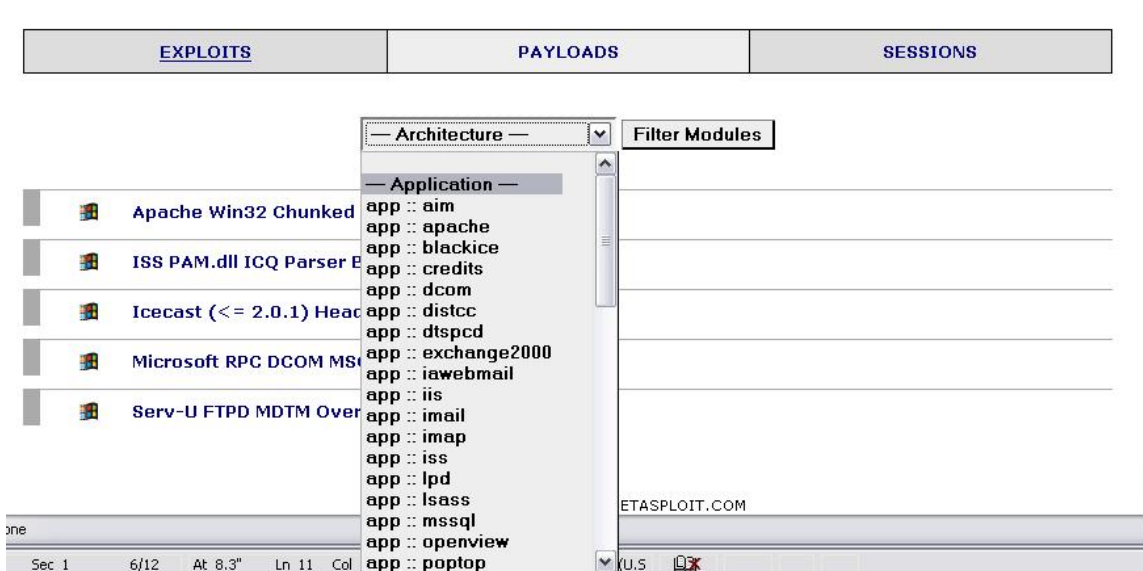 EXPLOITS PAYLOADS SESSIONS
— Architecture — Filter Modules
— Application —
app :: aim
Apache Win32 Chunked
app :: apache
app :: blackice
ISS PAM.dll ICQ Parser B
app :: credits
app :: dcom
Icecast (<= 2.0.1) Head
app :: distcc
app :: dtspcd
app :: exchange2000
Microsoft RPC DCOM
app :: iawebmail
app :: iis
Serv-U FTPD MDTM Over
app :: imail
app :: imap
app :: iss
app :: lpd
app :: lsass
ETASPLOIT.COM
app :: mssql
one
app :: openview
Sec 1 6/12 At 8.3" Ln 11 Col
app :: poptop
(U.S